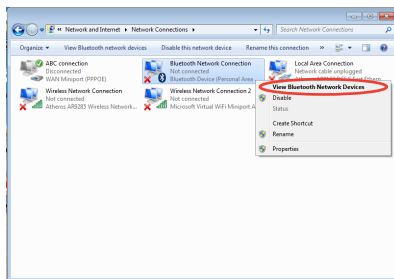 « Network and Internet ▸ Network Connections ▸
Search Network Connections
Organize ▾ View Bluetooth network devices Disable this network device Rename this connection »
ABC connection
Disconnected
WAN Miniport (PPPOE)
Bluetooth Network Connection
Not connected
Bluetooth Device (Personal Area
Local Area Connection
Network cable unplugged
Wireless Network Connection
Not connected
Atheros AR9285 Wireless Network...
Wireless Network Connection 2
Not connected
Microsoft Virtual WiFi Miniport A
View Bluetooth Network Devices
Disable
Status
Create Shortcut
Rename
Properties